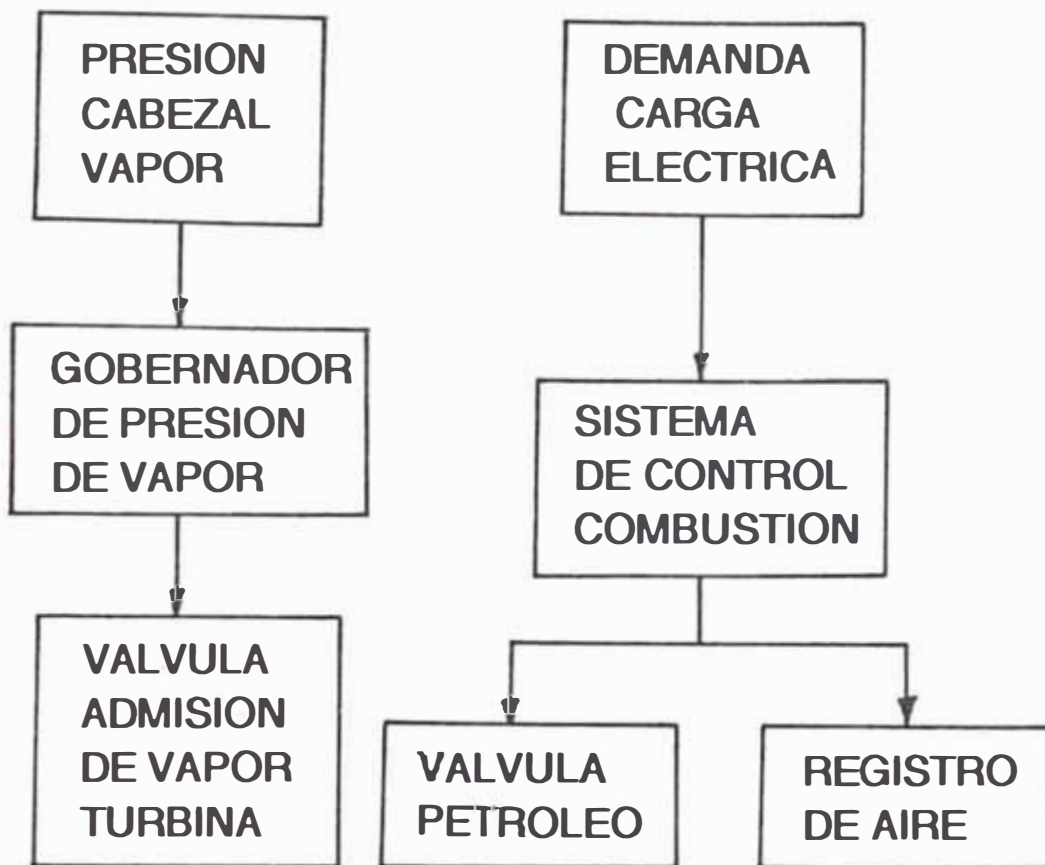 PRESION
CABEZAL
VAPOR
GOBERNADOR
DE PRESION
DE VAPOR
VALVULA
ADMISION
DE VAPOR
TURBINA
DEMANDA
CARGA
ELECTRICA
SISTEMA
DE CONTROL
COMBUSTION
VALVULA
PETROLEO
REGISTRO
DE AIRE